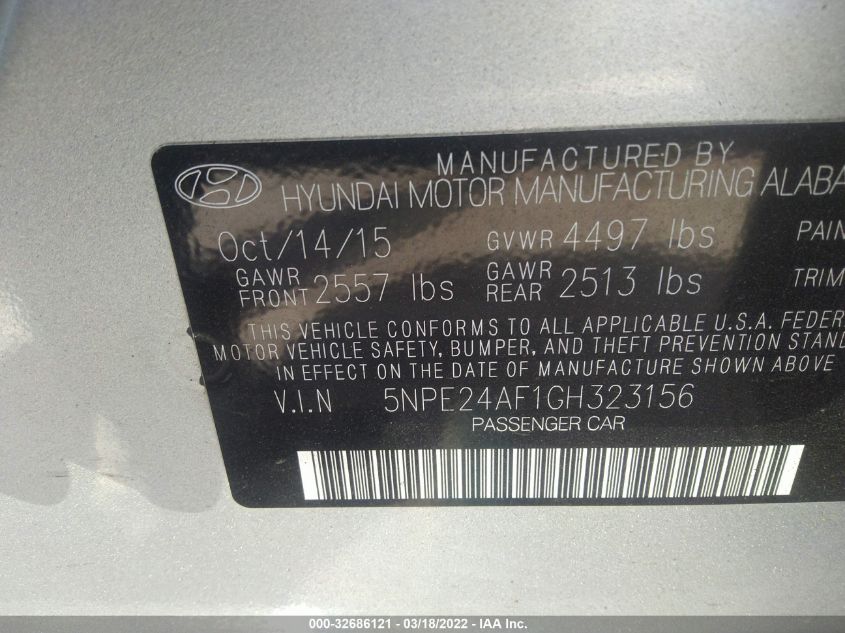 MANUFACTURED BY
HYUNDAI MOTOR MANUFACTURING ALABA
Oct/14/15 GVWR 4497 lbs PAIN
GAWR FRONT 2557 lbs GAWR REAR 2513 lbs TRIM
THIS VEHICLE CONFORMS TO ALL APPLICABLE U.S.A. FEDER
MOTOR VEHICLE SAFETY, BUMPER, AND THEFT PREVENTION STAND
IN EFFECT ON THE DATE OF MANUFACTURE SHOWN ABOVE
V.I.N 5NPE24AF1GH323156
PASSENGER CAR
000-32686121 - 03/18/2022 - IAA Inc.